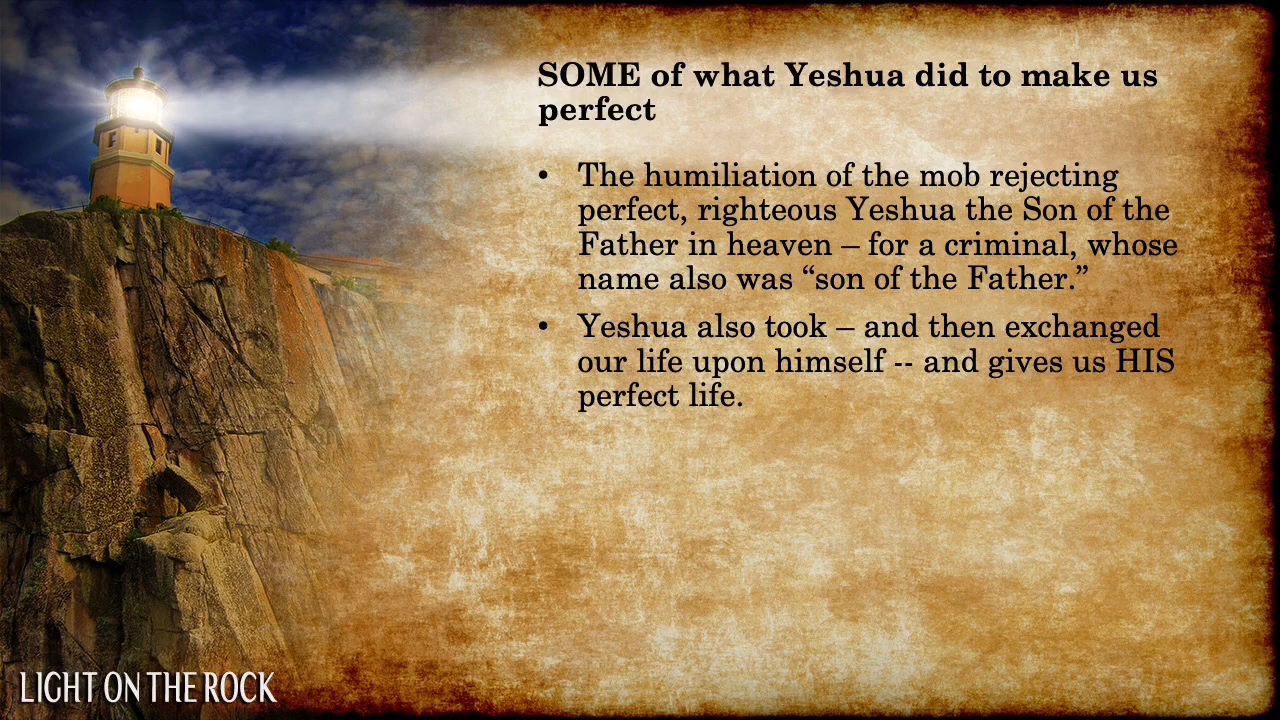 SOME of what Yeshua did to make us
perfect
• The humiliation of the mob rejecting
perfect, righteous Yeshua the Son of the
Father in heaven – for a criminal, whose
name also was “son of the Father.”
• Yeshua also took – and then exchanged
our life upon himself -- and gives us HIS
perfect life.
LIGHT ON THE ROCK